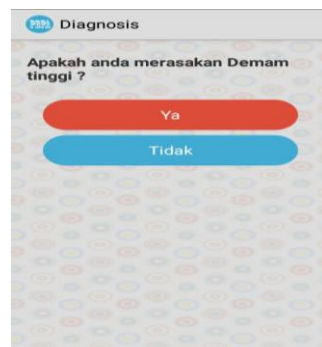 Diagnosis
Apakah anda merasakan Demam
tinggi ?
Ya
Tidak